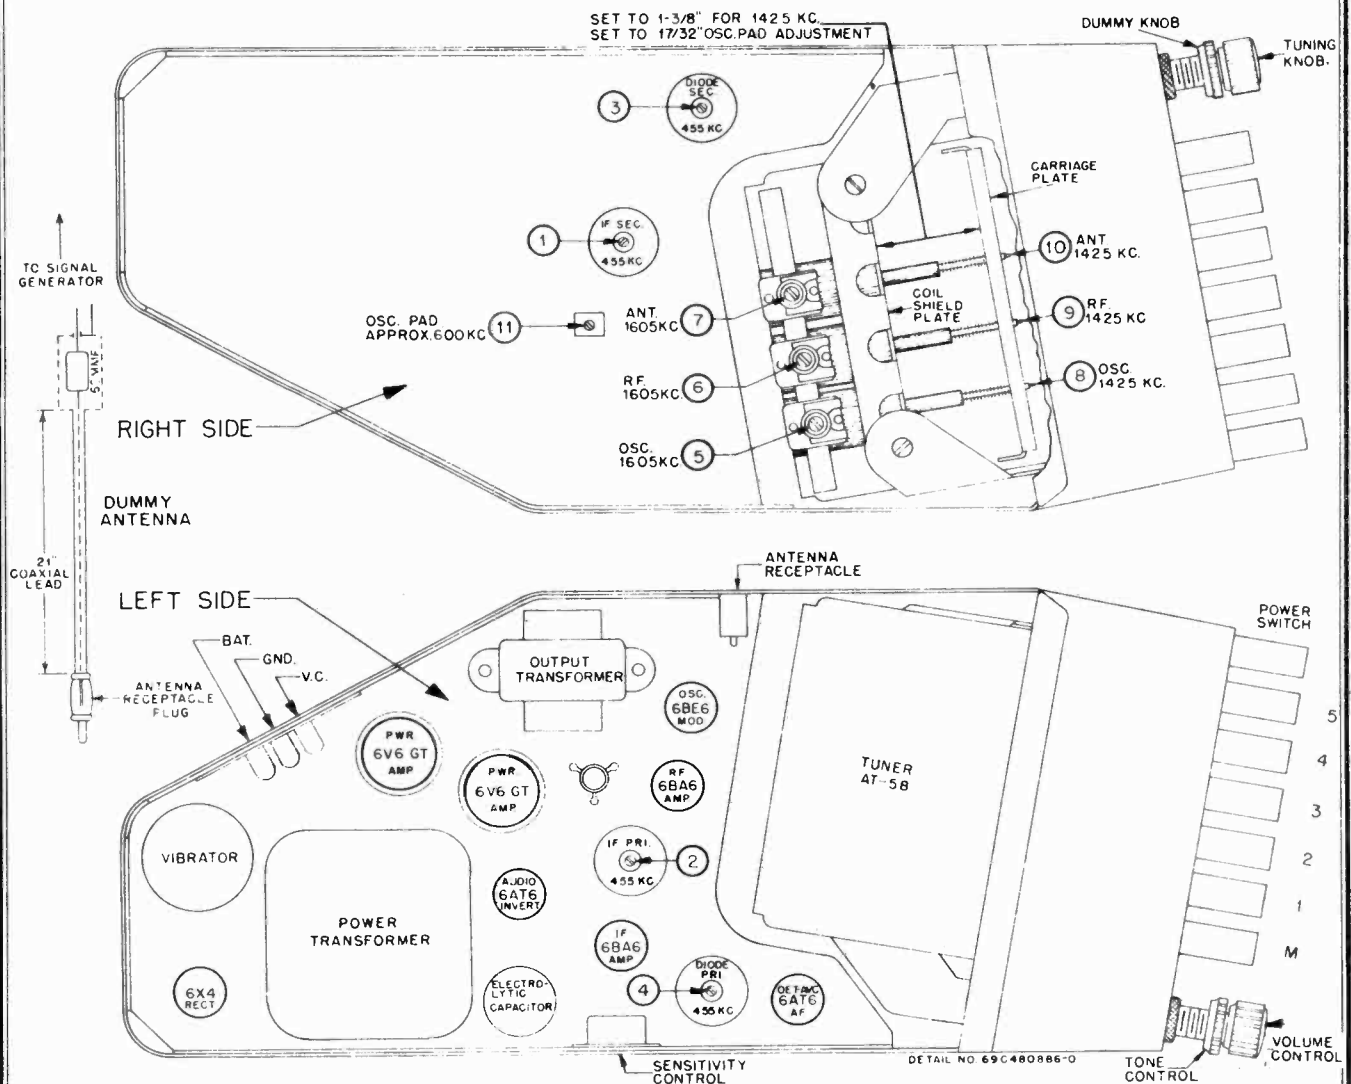 SET TO 1-3/8" FOR 1425 KC.
SET TO 17/32" OSC. PAD ADJUSTMENT
DUMMY KNOB
TUNING
KNOB.
DIODE
SEC.
455 KC
3
CARRIAGE
PLATE
IF SEC.
455 KC
1
10 ANT.
1425 KC.
TO SIGNAL
GENERATOR
COIL
SHIELD
PLATE
ANT.
1605 KC 7
OSC. PAD
APPROX. 600 KC 11
9 RF.
1425 KC
RF.
1605 KC. 6
8 OSC.
1425 KC.
RIGHT SIDE
OSC.
1605 KC 5
DUMMY
ANTENNA
21"
COAXIAL
LEAD
ANTENNA
RECEPTACLE
LEFT SIDE
POWER
SWITCH
BAT.
GND.
V.C.
OUTPUT
TRANSFORMER
ANTENNA
RECEPTACLE
PLUG
OSC.
6BE6
MOD
5
PWR
6V6 GT
AMP
PWR
6V6 GT
AMP
RF
6BA6
AMP
TUNER
AT-58
4
3
VIBRATOR
IF PRI.
455 KC
2
2
AUDIO
6AT6
INVERT
1
POWER
TRANSFORMER
IF
6BA6
AMP
M
6X4
RECT
ELECTRO-
LYTIC
CAPACITOR
4
DIODE
PRI
455 KC
DET-AVC
6AT6
AF
SENSITIVITY
CONTROL
DETAIL NO. 69C480886-0
TONE
CONTROL
VOLUME
CONTROL